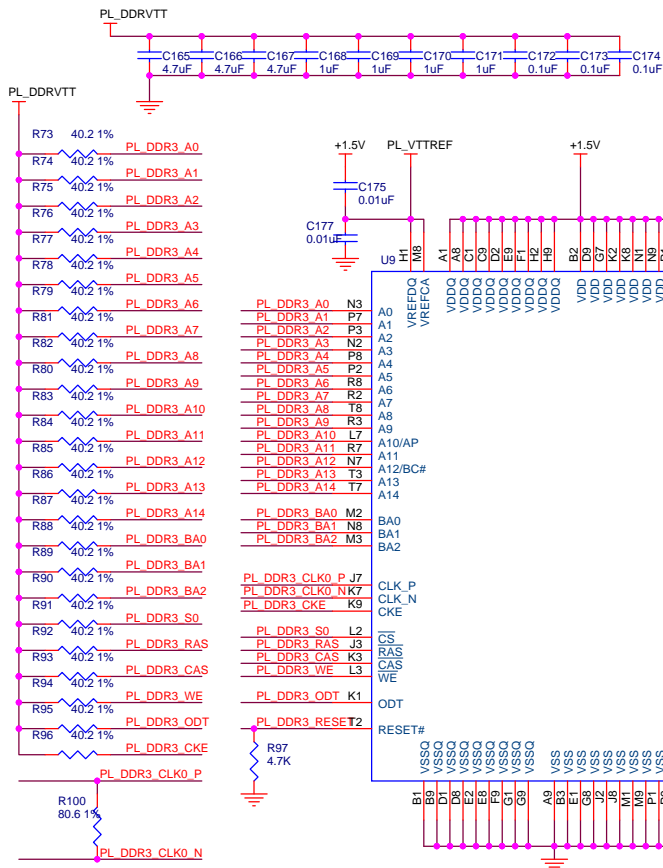 PL_DDRVTT
C165 C166 C167 C168 C169 C170 C171 C172 C173 C174
4.7uF 4.7uF 4.7uF 1uF 1uF 1uF 1uF 0.1uF 0.1uF 0.1uF
PL_DDRVTT
R73 40.2 1% PL_DDR3_A0
R74 40.2 1% PL_DDR3_A1
R75 40.2 1% PL_DDR3_A2
R76 40.2 1% PL_DDR3_A3
R77 40.2 1% PL_DDR3_A4
R78 40.2 1% PL_DDR3_A5
R79 40.2 1% PL_DDR3_A6
R81 40.2 1% PL_DDR3_A7
R82 40.2 1% PL_DDR3_A8
R80 40.2 1% PL_DDR3_A9
R83 40.2 1% PL_DDR3_A10
R84 40.2 1% PL_DDR3_A11
R85 40.2 1% PL_DDR3_A12
R86 40.2 1% PL_DDR3_A13
R87 40.2 1% PL_DDR3_A14
R88 40.2 1% PL_DDR3_BA0
R89 40.2 1% PL_DDR3_BA1
R90 40.2 1% PL_DDR3_BA2
R91 40.2 1% PL_DDR3_S0
R92 40.2 1% PL_DDR3_RAS
R93 40.2 1% PL_DDR3_CAS
R94 40.2 1% PL_DDR3_WE
R95 40.2 1% PL_DDR3_ODT
R96 PL_DDR3_CKE
PL_DDR3_CLK0_P
R100
80.6 1%
PL_DDR3_CLK0_N
+1.5V PL_VTTREF +1.5V
C175
0.01uF
C177
0.01uF
U9
H1 M8 A1 A8 C1 C9 D2 E9 F1 H2 H9 B2 D9 G7 K2 K8 N1 N9
VREFDQ VREFCA VDDQ VDDQ VDDQ VDDQ VDDQ VDDQ VDDQ VDDQ VDDQ VDD VDD VDD VDD VDD VDD VDD VDD
PL_DDR3_A0 N3 A0
PL_DDR3_A1 P7 A1
PL_DDR3_A2 P3 A2
PL_DDR3_A3 N2 A3
PL_DDR3_A4 P8 A4
PL_DDR3_A5 P2 A5
PL_DDR3_A6 R8 A6
PL_DDR3_A7 R2 A7
PL_DDR3_A8 T8 A8
PL_DDR3_A9 R3 A9
PL_DDR3_A10 L7 A10/AP
PL_DDR3_A11 R7 A11
PL_DDR3_A12 N7 A12/BC#
PL_DDR3_A13 T3 A13
PL_DDR3_A14 T7 A14
PL_DDR3_BA0 M2 BA0
PL_DDR3_BA1 N8 BA1
PL_DDR3_BA2 M3 BA2
PL_DDR3_CLK0_P J7 CLK_P
PL_DDR3_CLK0_N K7 CLK_N
PL_DDR3_CKE K9 CKE
PL_DDR3_S0 L2 CS
PL_DDR3_RAS J3 RAS
PL_DDR3_CAS K3 CAS
PL_DDR3_WE L3 WE
PL_DDR3_ODT K1 ODT
PL_DDR3_RESET T2 RESET#
R97
4.7K
VSSQ VSSQ VSSQ VSSQ VSSQ VSSQ VSSQ VSSQ VSSQ VSS VSS VSS VSS VSS VSS VSS VSS VSS
B1 B9 D1 D8 E2 E8 F9 G1 G9 A9 B3 E1 G8 J2 J8 M1 M9 P1